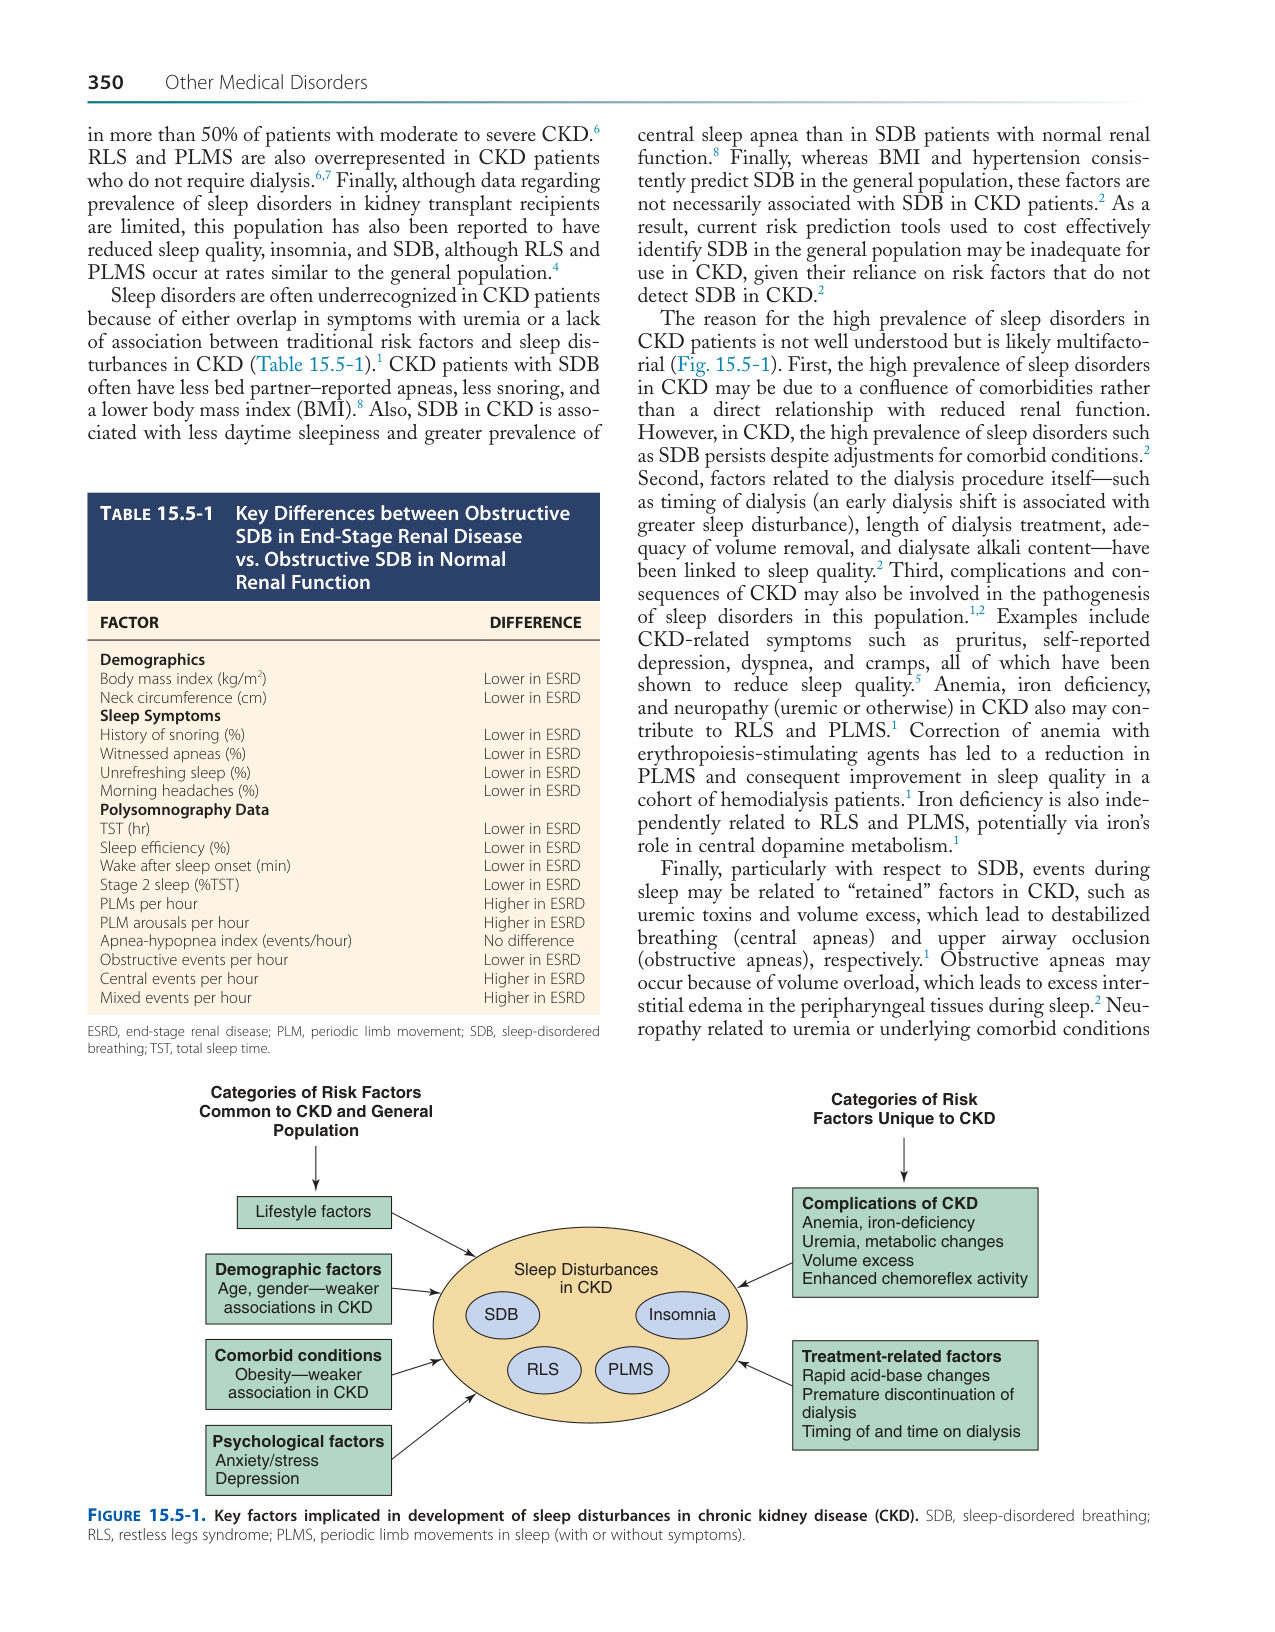 350 Other Medical Disorders
in more than 50% of patients with moderate to severe CKD.6
RLS and PLMS are also overrepresented in CKD patients
who do not require dialysis.6,7 Finally, although data regarding
prevalence of sleep disorders in kidney transplant recipients
are limited, this population has also been reported to have
reduced sleep quality, insomnia, and SDB, although RLS and
PLMS occur at rates similar to the general population.4
Sleep disorders are often underrecognized in CKD patients
because of either overlap in symptoms with uremia or a lack
of association between traditional risk factors and sleep dis-
turbances in CKD (Table 15.5-1).1 CKD patients with SDB
often have less bed partner–reported apneas, less snoring, and
a lower body mass index (BMI).8 Also, SDB in CKD is asso-
ciated with less daytime sleepiness and greater prevalence of
TABLE 15.5-1 Key Differences between Obstructive
SDB in End-Stage Renal Disease
vs. Obstructive SDB in Normal
Renal Function
FACTOR DIFFERENCE
Demographics
Body mass index (kg/m2) Lower in ESRD
Neck circumference (cm) Lower in ESRD
Sleep Symptoms
History of snoring (%) Lower in ESRD
Witnessed apneas (%) Lower in ESRD
Unrefreshing sleep (%) Lower in ESRD
Morning headaches (%) Lower in ESRD
Polysomnography Data
TST (hr) Lower in ESRD
Sleep efficiency (%) Lower in ESRD
Wake after sleep onset (min) Lower in ESRD
Stage 2 sleep (%TST) Lower in ESRD
PLMs per hour Higher in ESRD
PLM arousals per hour Higher in ESRD
Apnea-hypopnea index (events/hour) No difference
Obstructive events per hour Lower in ESRD
Central events per hour Higher in ESRD
Mixed events per hour Higher in ESRD
ESRD, end-stage renal disease; PLM, periodic limb movement; SDB, sleep-disordered
breathing; TST, total sleep time.
central sleep apnea than in SDB patients with normal renal
function.8 Finally, whereas BMI and hypertension consis-
tently predict SDB in the general population, these factors are
not necessarily associated with SDB in CKD patients.2 As a
result, current risk prediction tools used to cost effectively
identify SDB in the general population may be inadequate for
use in CKD, given their reliance on risk factors that do not
detect SDB in CKD.2
The reason for the high prevalence of sleep disorders in
CKD patients is not well understood but is likely multifacto-
rial (Fig. 15.5-1). First, the high prevalence of sleep disorders
in CKD may be due to a confluence of comorbidities rather
than a direct relationship with reduced renal function.
However, in CKD, the high prevalence of sleep disorders such
as SDB persists despite adjustments for comorbid conditions.2
Second, factors related to the dialysis procedure itself—such
as timing of dialysis (an early dialysis shift is associated with
greater sleep disturbance), length of dialysis treatment, ade-
quacy of volume removal, and dialysate alkali content—have
been linked to sleep quality.2 Third, complications and con-
sequences of CKD may also be involved in the pathogenesis
of sleep disorders in this population.1,2 Examples include
CKD-related symptoms such as pruritus, self-reported
depression, dyspnea, and cramps, all of which have been
shown to reduce sleep quality.5 Anemia, iron deficiency,
and neuropathy (uremic or otherwise) in CKD also may con-
tribute to RLS and PLMS.1 Correction of anemia with
erythropoiesis-stimulating agents has led to a reduction in
PLMS and consequent improvement in sleep quality in a
cohort of hemodialysis patients.1 Iron deficiency is also inde-
pendently related to RLS and PLMS, potentially via iron's
role in central dopamine metabolism.1
Finally, particularly with respect to SDB, events during
sleep may be related to “retained” factors in CKD, such as
uremic toxins and volume excess, which lead to destabilized
breathing (central apneas) and upper airway occlusion
(obstructive apneas), respectively.1 Obstructive apneas may
occur because of volume overload, which leads to excess inter-
stitial edema in the peripharyngeal tissues during sleep.2 Neu-
ropathy related to uremia or underlying comorbid conditions
Categories of Risk Factors
Common to CKD and General
Population
Lifestyle factors
Demographic factors
Age, gender—weaker
associations in CKD
Comorbid conditions
Obesity—weaker
association in CKD
Psychological factors
Anxiety/stress
Depression
Sleep Disturbances
in CKD
SDB
Insomnia
RLS
PLMS
Categories of Risk
Factors Unique to CKD
Complications of CKD
Anemia, iron-deficiency
Uremia, metabolic changes
Volume excess
Enhanced chemoreflex activity
Treatment-related factors
Rapid acid-base changes
Premature discontinuation of
dialysis
Timing of and time on dialysis
FIGURE 15.5-1. Key factors implicated in development of sleep disturbances in chronic kidney disease (CKD). SDB, sleep-disordered breathing;
RLS, restless legs syndrome; PLMS, periodic limb movements in sleep (with or without symptoms).